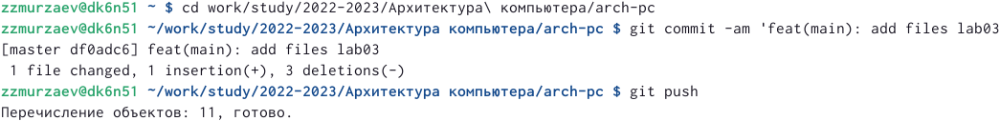 zzmurzaev@dk6n51 ~ $ cd work/study/2022-2023/Архитектура\ компьютера/arch-pc
zzmurzaev@dk6n51 ~/work/study/2022-2023/Архитектура компьютера/arch-pc $ git commit -am 'feat(main): add files lab03
[master df0adc6] feat(main): add files lab03
 1 file changed, 1 insertion(+), 3 deletions(-)
zzmurzaev@dk6n51 ~/work/study/2022-2023/Архитектура компьютера/arch-pc $ git push
Перечисление объектов: 11, готово.